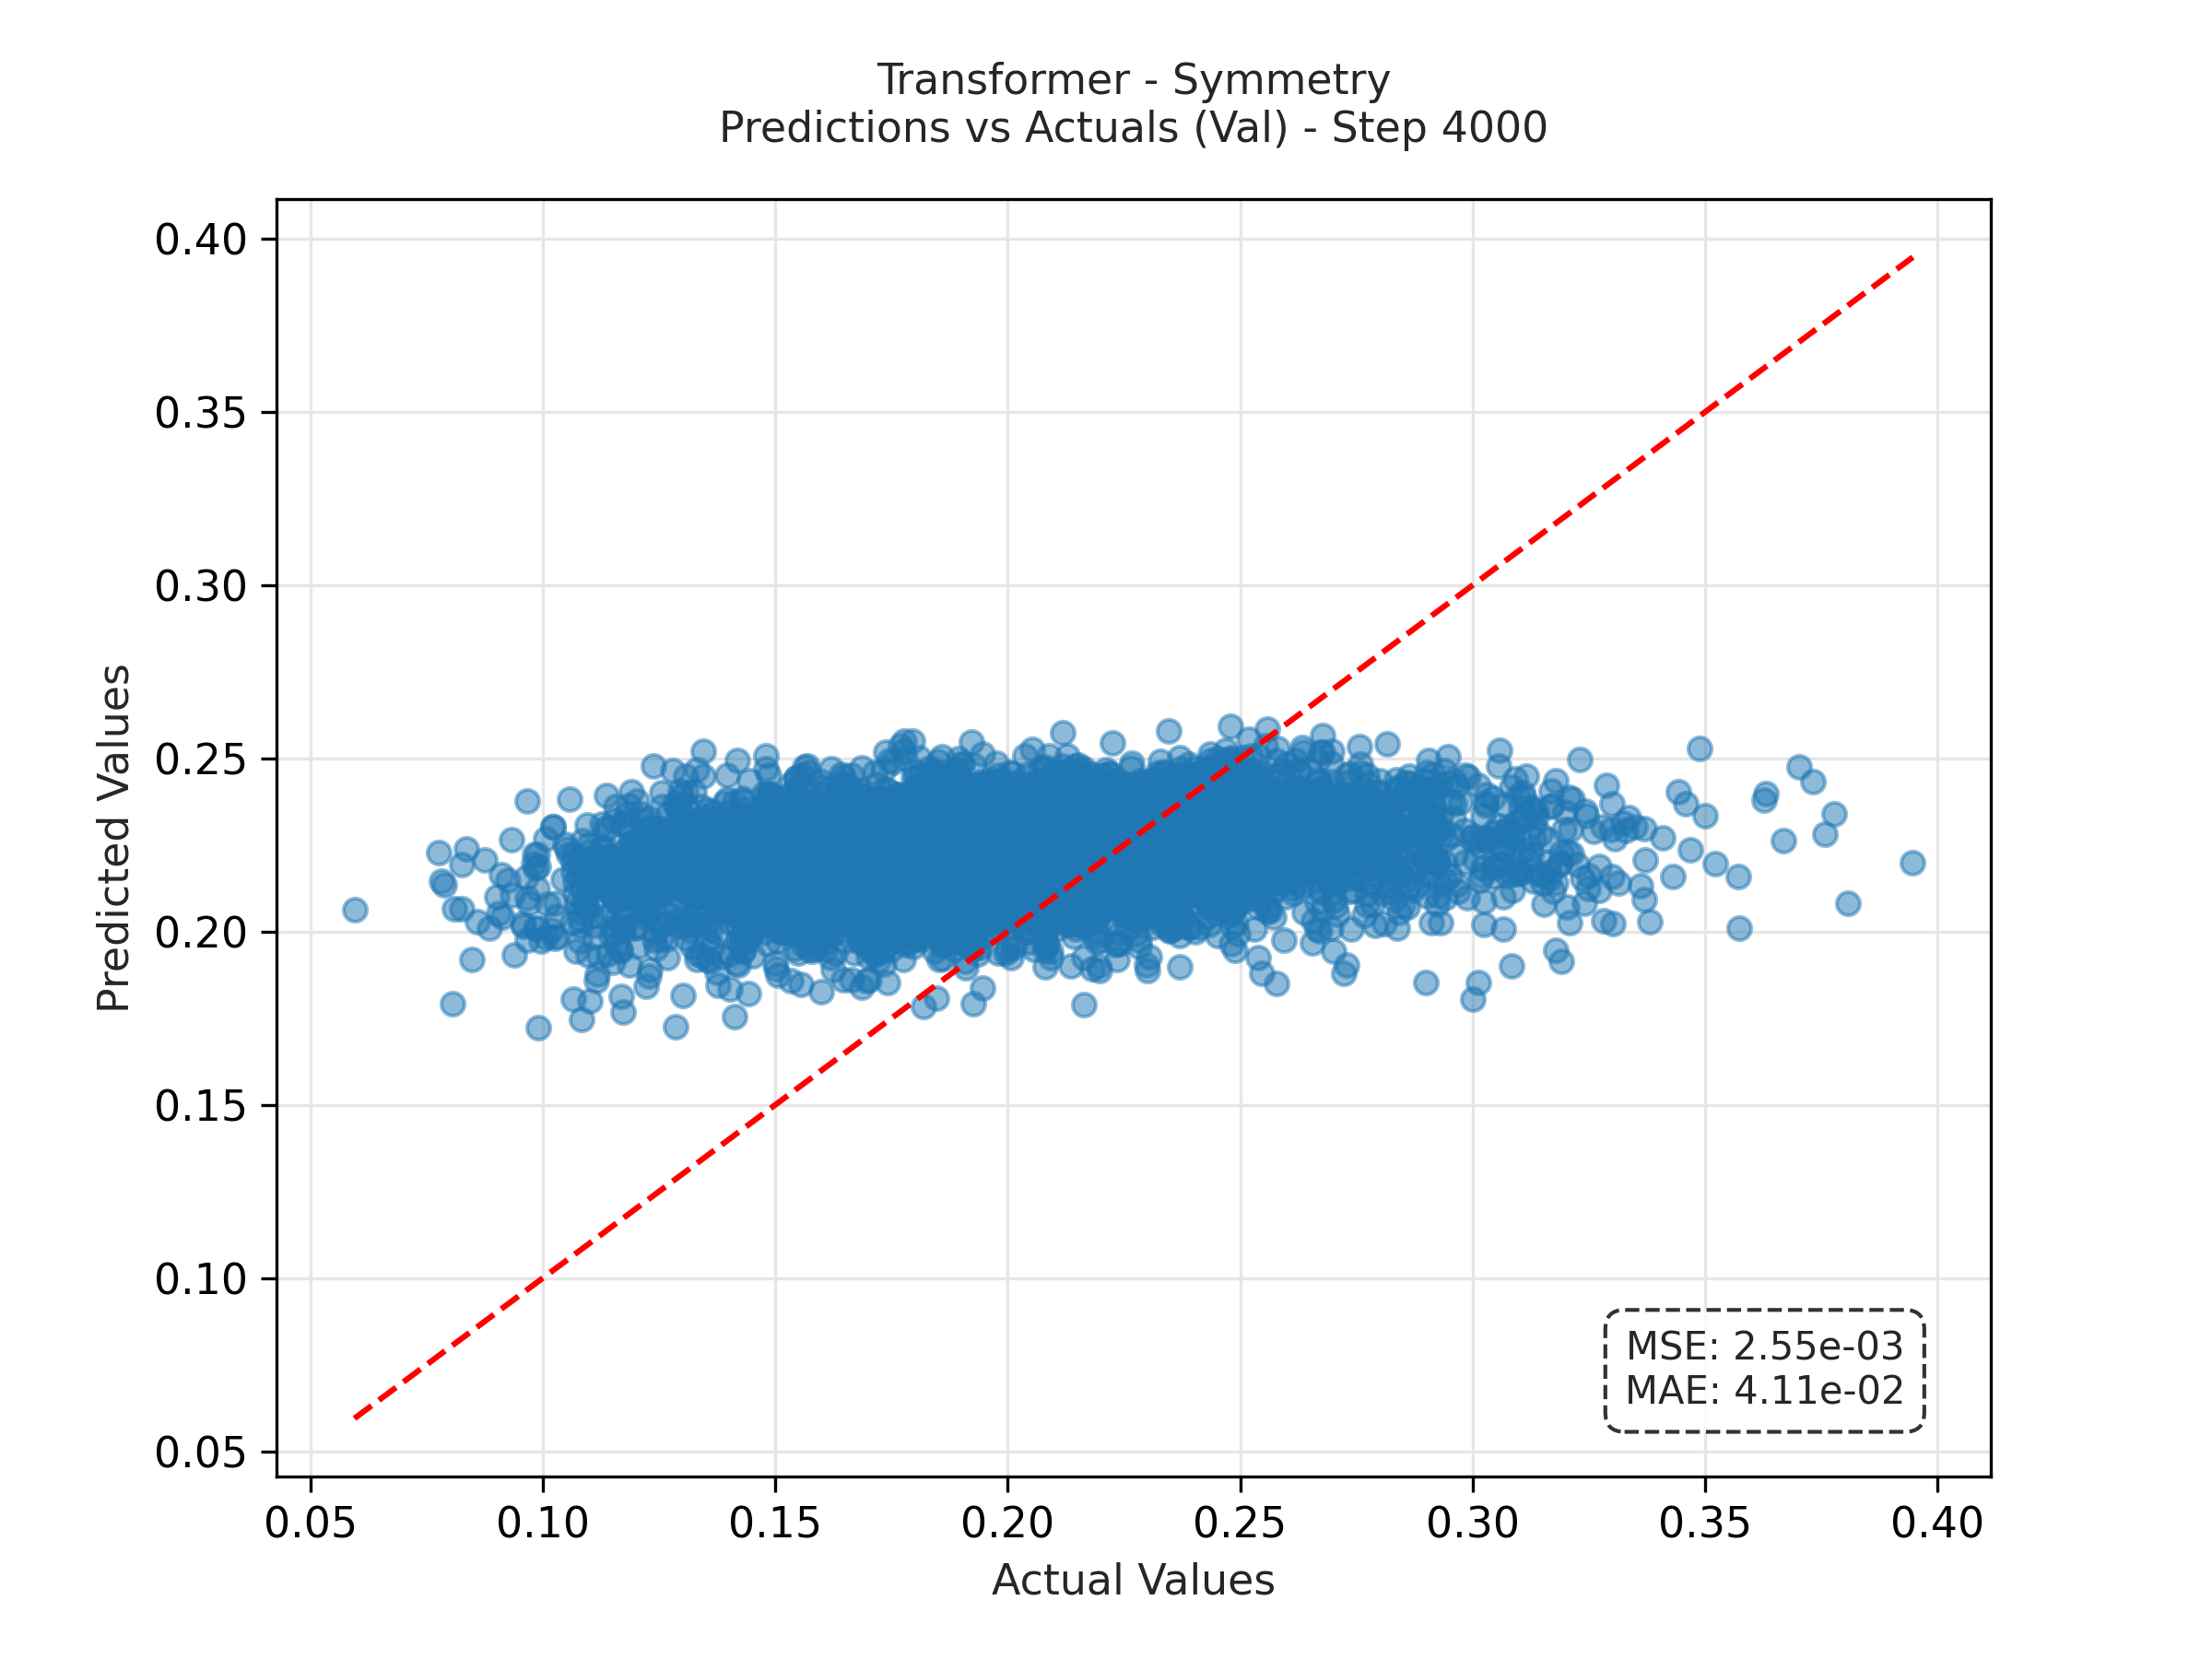 Transformer - Symmetry
Predictions vs Actuals (Val) - Step 4000
0.40
0.35
0.30
0.25
0.20
0.15
0.10
0.05
Predicted Values
MSE: 2.55e-03
MAE: 4.11e-02
0.05 0.10 0.15 0.20 0.25 0.30 0.35 0.40
Actual Values